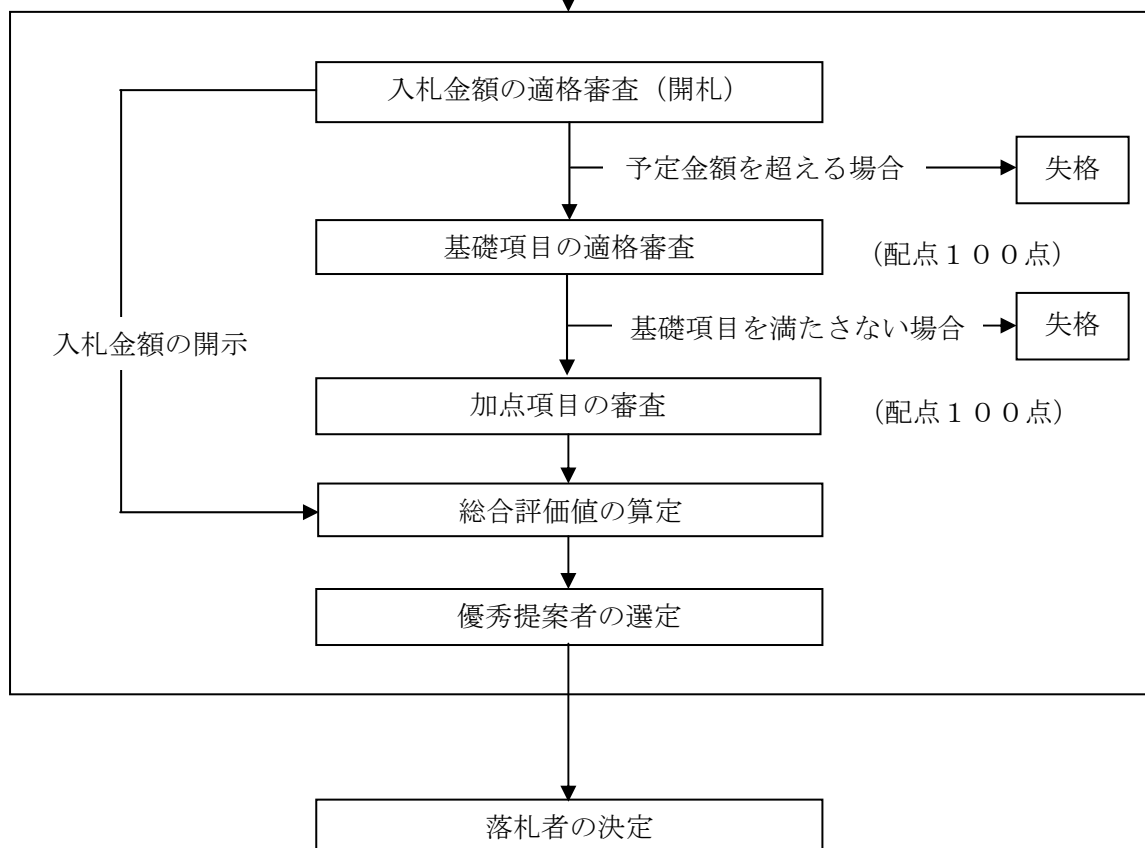 入札金額の適格審査（開札）
予定金額を超える場合
失格
基礎項目の適格審査
（配点１００点）
基礎項目を満たさない場合
失格
入札金額の開示
加点項目の審査
（配点１００点）
総合評価値の算定
優秀提案者の選定
落札者の決定